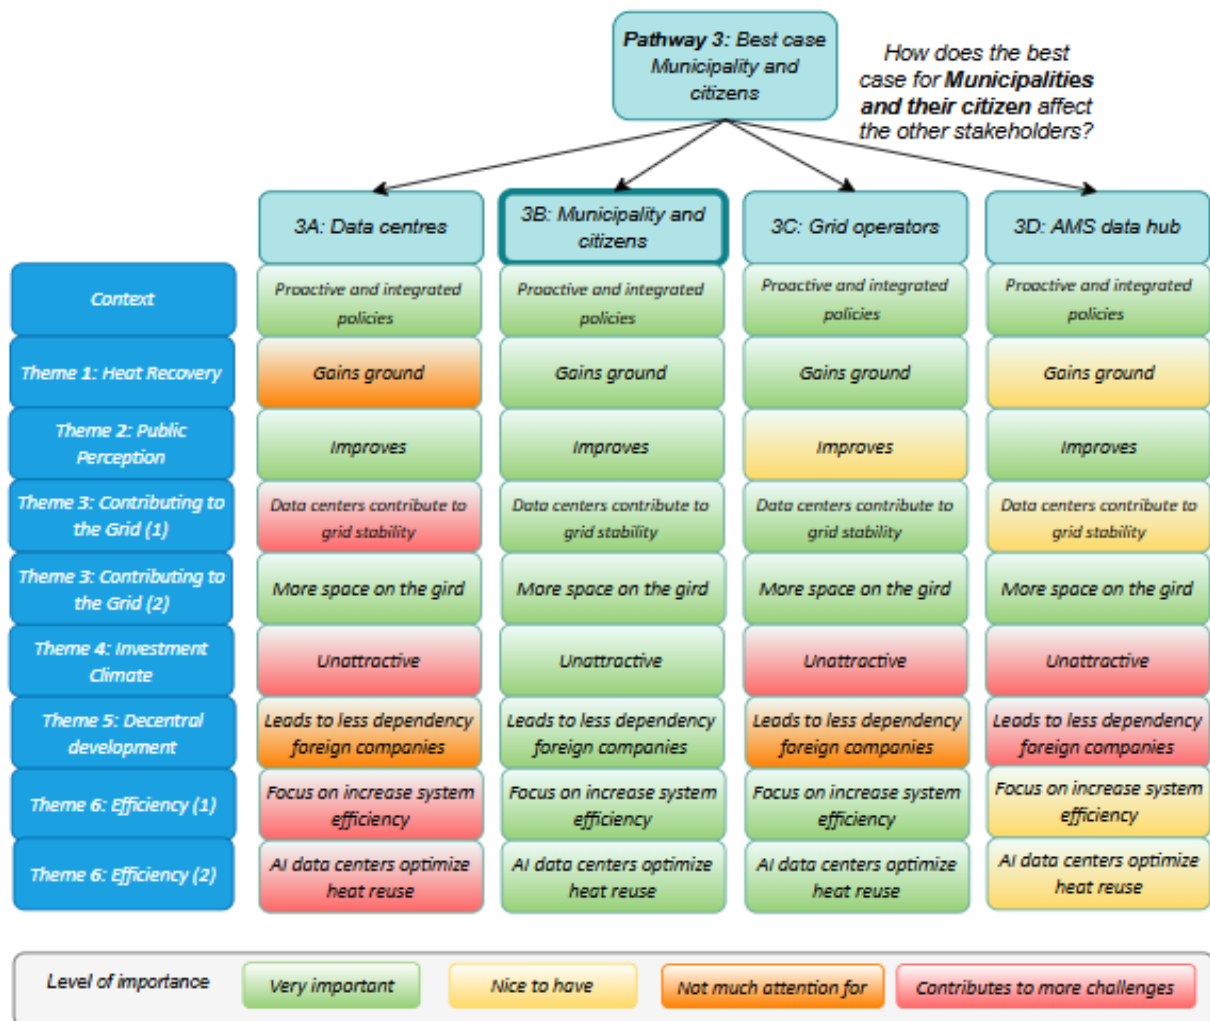 Pathway 3: Best case
Municipality and
citizens
How does the best
case for Municipalities
and their citizen affect
the other stakeholders?
3A: Data centres
3B: Municipality and
citizens
3C: Grid operators
3D: AMS data hub
Context
Proactive and integrated
policies
Proactive and integrated
policies
Proactive and integrated
policies
Proactive and integrated
policies
Theme 1: Heat Recovery
Gains ground
Gains ground
Gains ground
Gains ground
Theme 2: Public
Perception
Improves
Improves
Improves
Improves
Theme 3: Contributing to
the Grid (1)
Data centers contribute to
grid stability
Data centers contribute to
grid stability
Data centers contribute to
grid stability
Data centers contribute to
grid stability
Theme 3: Contributing to
the Grid (2)
More space on the gird
More space on the gird
More space on the gird
More space on the gird
Theme 4: Investment
Climate
Unattractive
Unattractive
Unattractive
Unattractive
Theme 5: Decentral
development
Leads to less dependency
foreign companies
Leads to less dependency
foreign companies
Leads to less dependency
foreign companies
Leads to less dependency
foreign companies
Theme 6: Efficiency (1)
Focus on increase system
efficiency
Focus on increase system
efficiency
Focus on increase system
efficiency
Focus on increase system
efficiency
Theme 6: Efficiency (2)
AI data centers optimize
heat reuse
AI data centers optimize
heat reuse
AI data centers optimize
heat reuse
AI data centers optimize
heat reuse
Level of importance
Very important
Nice to have
Not much attention for
Contributes to more challenges